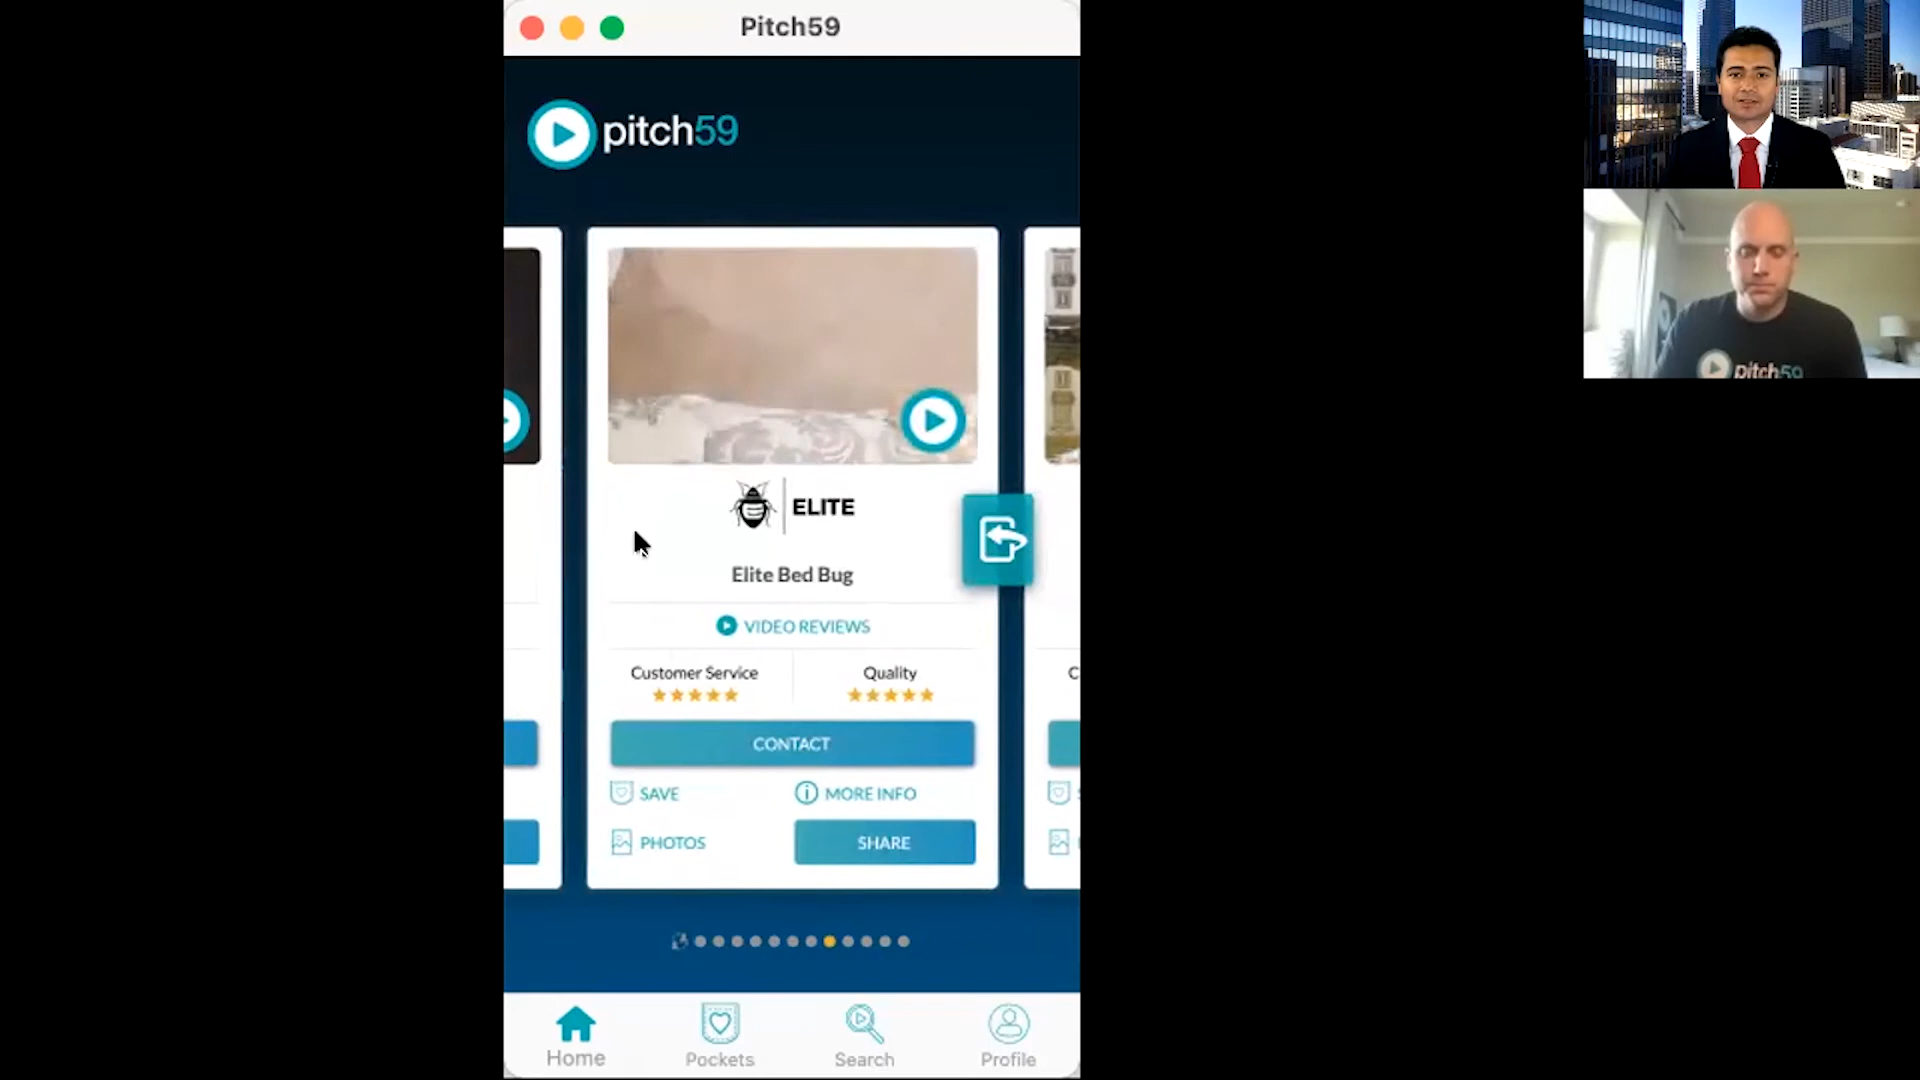 Pitch59
pitch59
ELITE
Elite Bed Bug
VIDEO REVIEWS
Customer Service
Quality
C
CONTACT
SAVE
MORE INFO
PHOTOS
SHARE
Home
Pockets
Search
Profile
pitch59